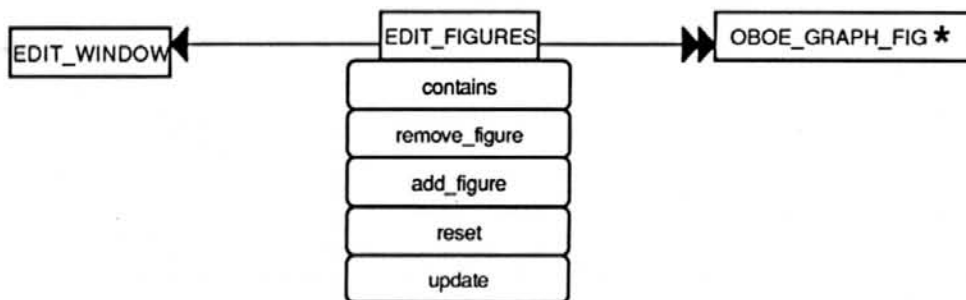 EDIT_WINDOW
EDIT_FIGURES
OBOE_GRAPH_FIG *
contains
remove_figure
add_figure
reset
update